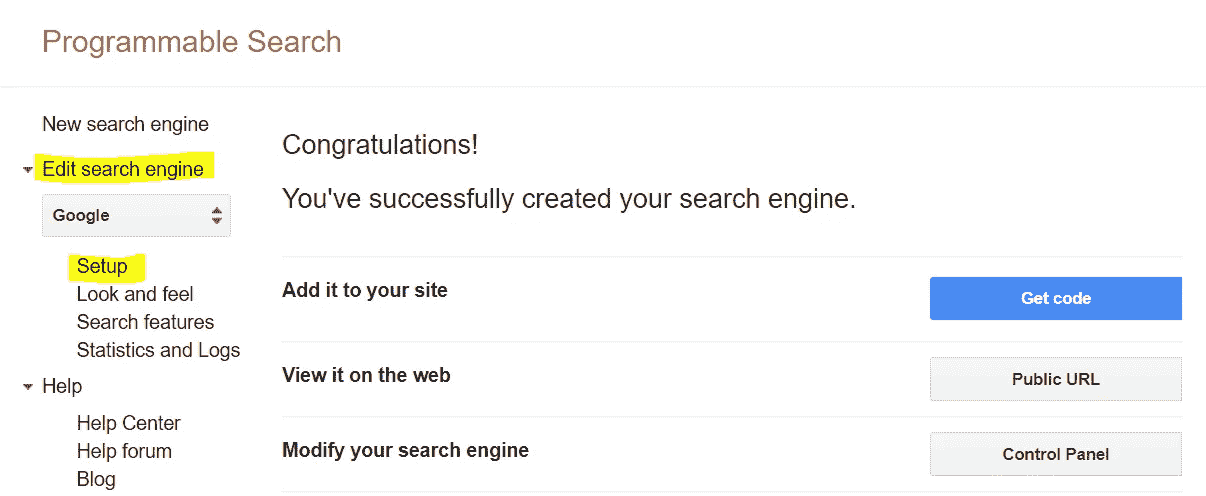 Programmable Search
New search engine
Edit search engine
Google
Setup
Look and feel
Search features
Statistics and Logs
Help
Help Center
Help forum
Blog
Congratulations!
You've successfully created your search engine.
Add it to your site
Get code
View it on the web
Public URL
Modify your search engine
Control Panel